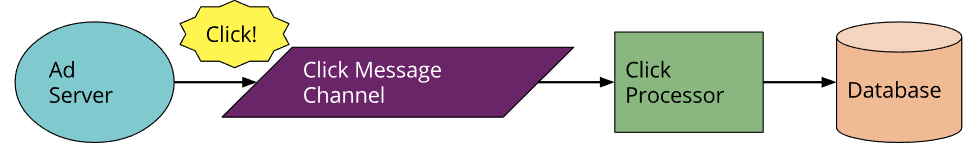 Ad
Server
Click!
Click Message
Channel
Click
Processor
Database